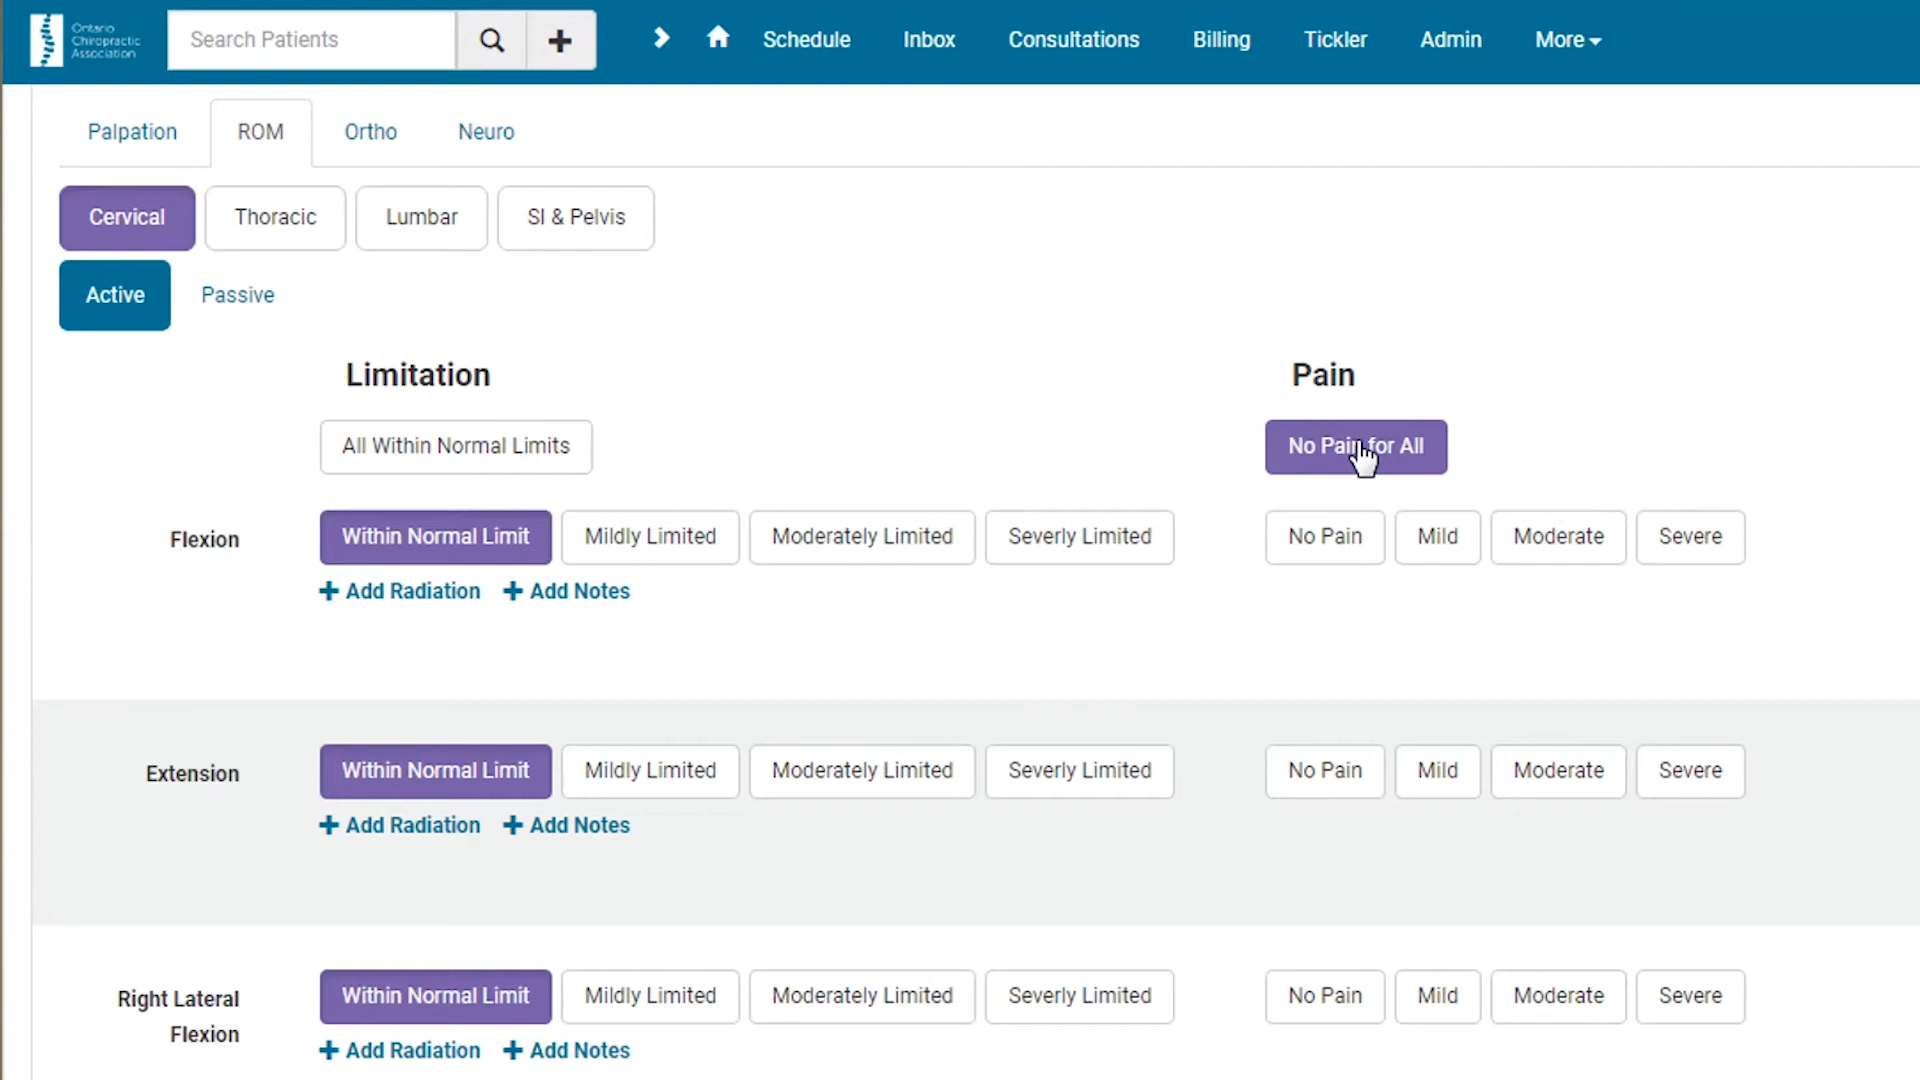 Ontario
Chiropractic
Association
Search Patients
Schedule
Inbox
Consultations
Billing
Tickler
Admin
More
Palpation
ROM
Ortho
Neuro
Cervical
Thoracic
Lumbar
SI & Pelvis
Active
Passive
Limitation
Pain
All Within Normal Limits
No Pain for All
Flexion
Within Normal Limit
Mildly Limited
Moderately Limited
Severly Limited
No Pain
Mild
Moderate
Severe
Add Radiation
Add Notes
Extension
Within Normal Limit
Mildly Limited
Moderately Limited
Severly Limited
No Pain
Mild
Moderate
Severe
Add Radiation
Add Notes
Right Lateral
Flexion
Within Normal Limit
Mildly Limited
Moderately Limited
Severly Limited
No Pain
Mild
Moderate
Severe
Add Radiation
Add Notes